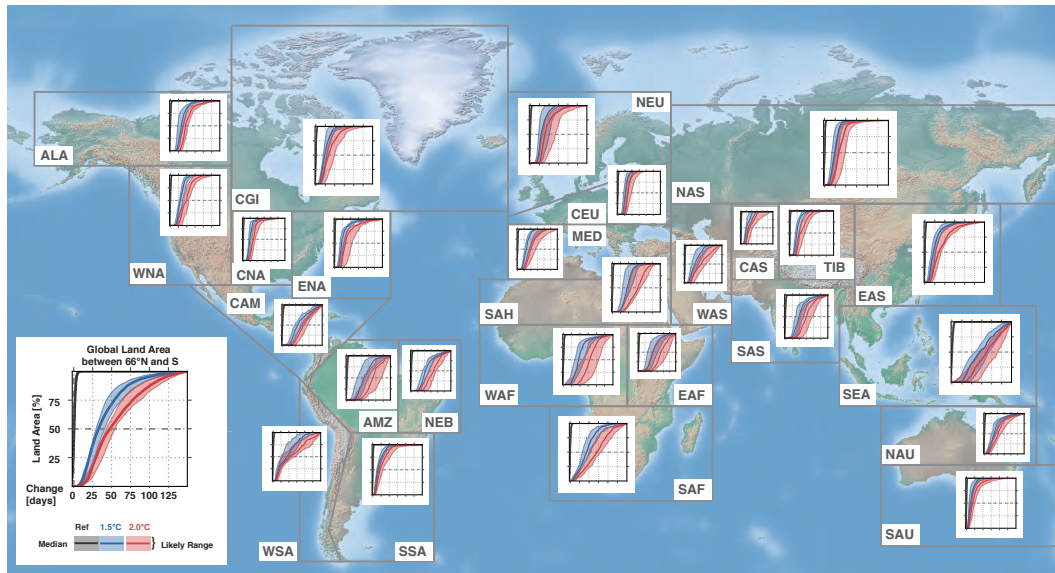 NEU
ALA
CGI
NAS
CEU
MED
WNA
CNA
ENA
CAS
TIB
EAS
CAM
SAH
WAS
SAS
Global Land Area
between 66°N and S
Land Area [%]
75
50
25
Change
[days]
0 25 50 75 100 125
Ref 1.5°C 2.0°C
Median } Likely Range
WAF
EAF
SEA
AMZ
NEB
NAU
SAF
WSA
SSA
SAU